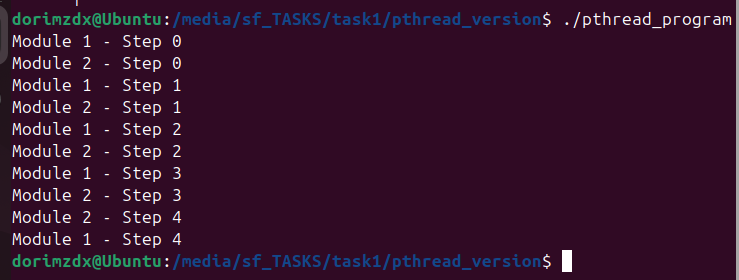 dorimzdx@Ubuntu:/media/sf_TASKS/task1/pthread_version$ ./pthread_program
Module 1 - Step 0
Module 2 - Step 0
Module 1 - Step 1
Module 2 - Step 1
Module 1 - Step 2
Module 2 - Step 2
Module 1 - Step 3
Module 2 - Step 3
Module 2 - Step 4
Module 1 - Step 4
dorimzdx@Ubuntu:/media/sf_TASKS/task1/pthread_version$